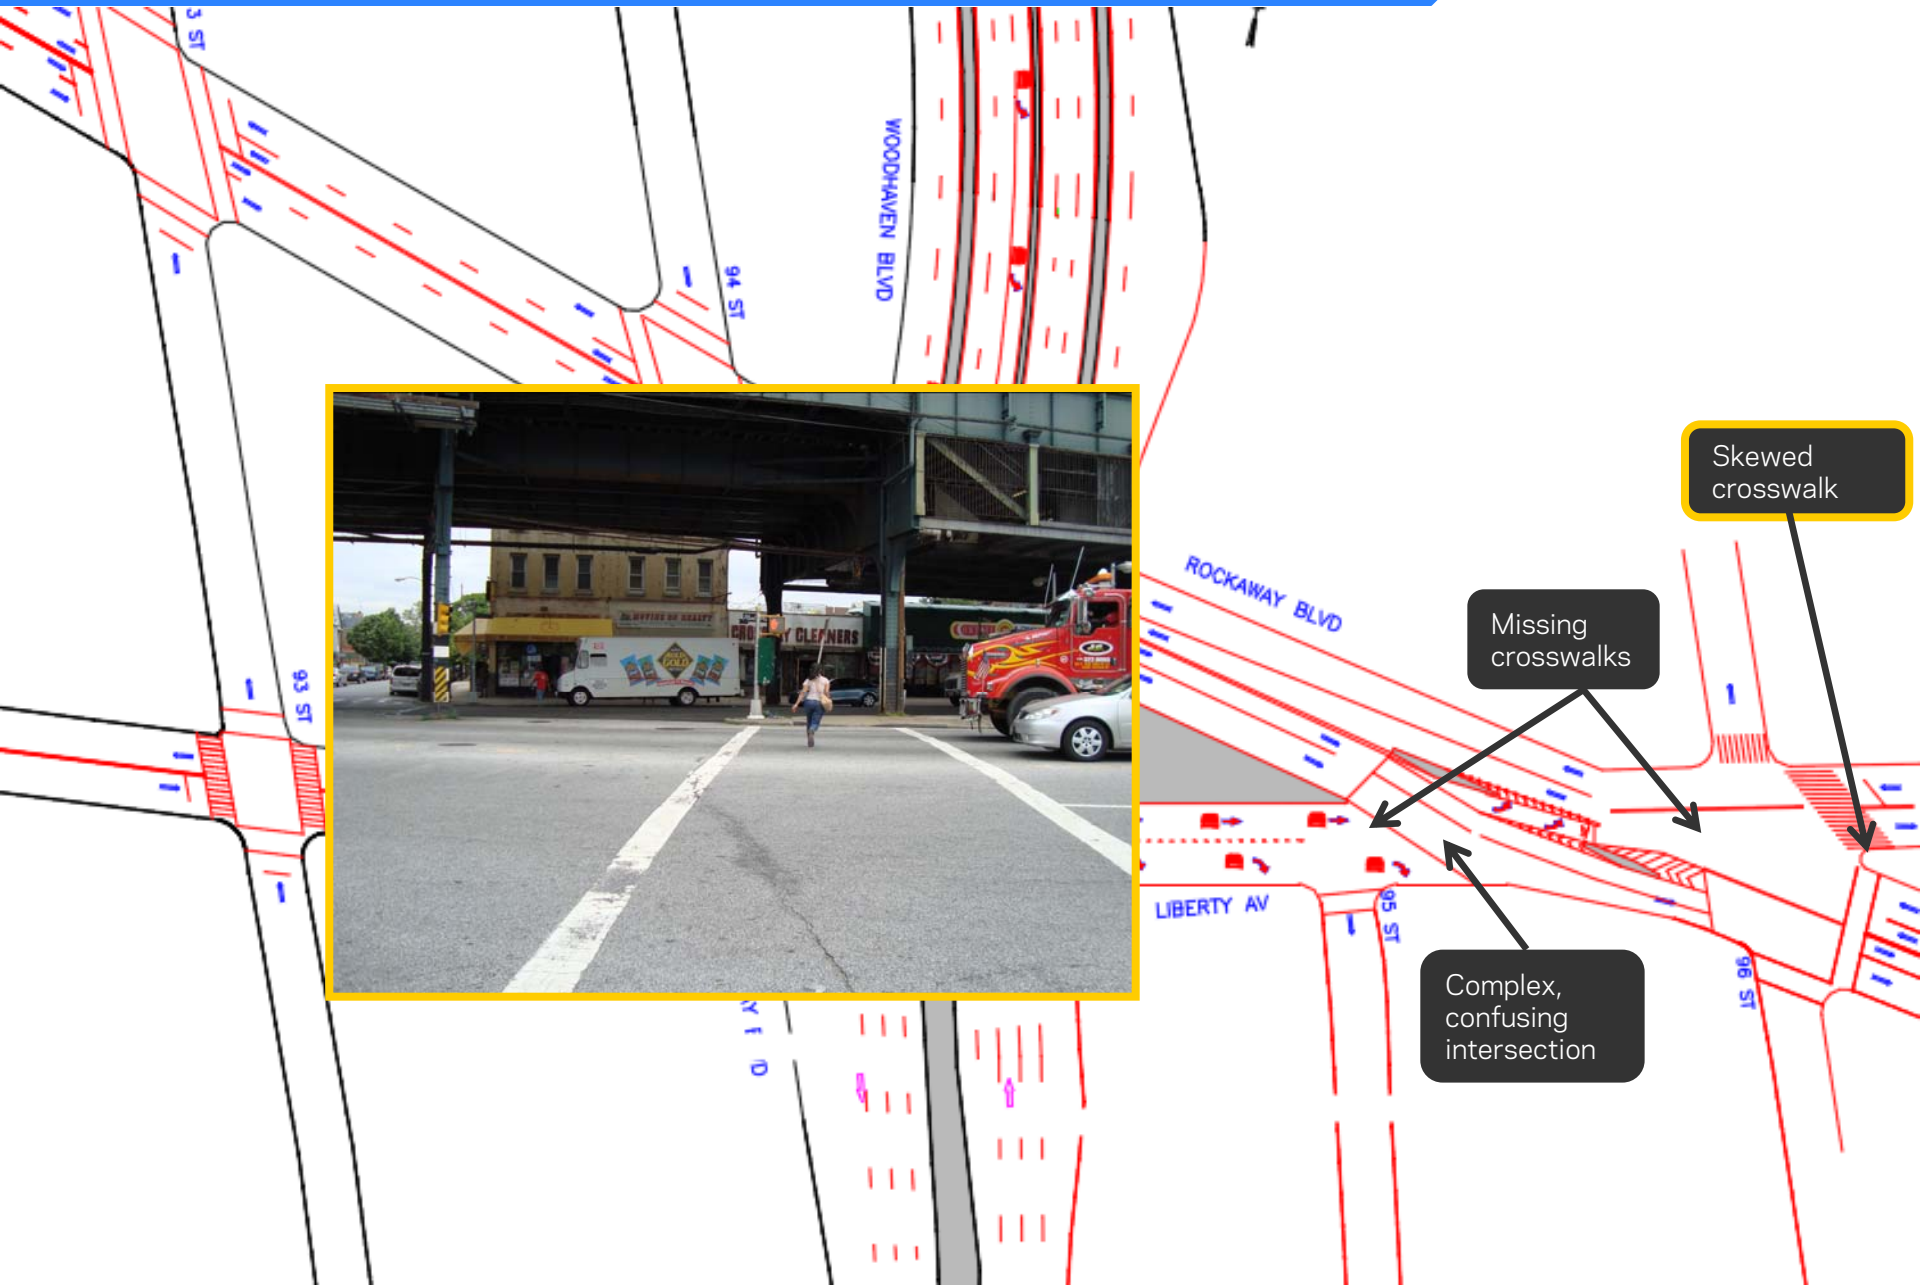 3 ST
WOODHAVEN BLVD
94 ST
Skewed
crosswalk
ROCKAWAY BLVD
Missing
crosswalks
93 ST
CLEANERS
GOLD
LIBERTY AV
95 ST
96 ST
Complex,
confusing
intersection